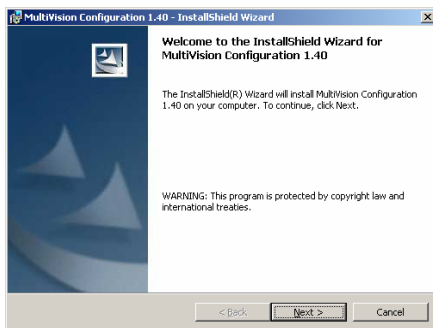 MultiVision Configuration 1.40 - InstallShield Wizard
Welcome to the InstallShield Wizard for
MultiVision Configuration 1.40
The InstallShield(R) Wizard will install MultiVision Configuration
1.40 on your computer. To continue, click Next.
WARNING: This program is protected by copyright law and
international treaties.
< Back
Next >
Cancel